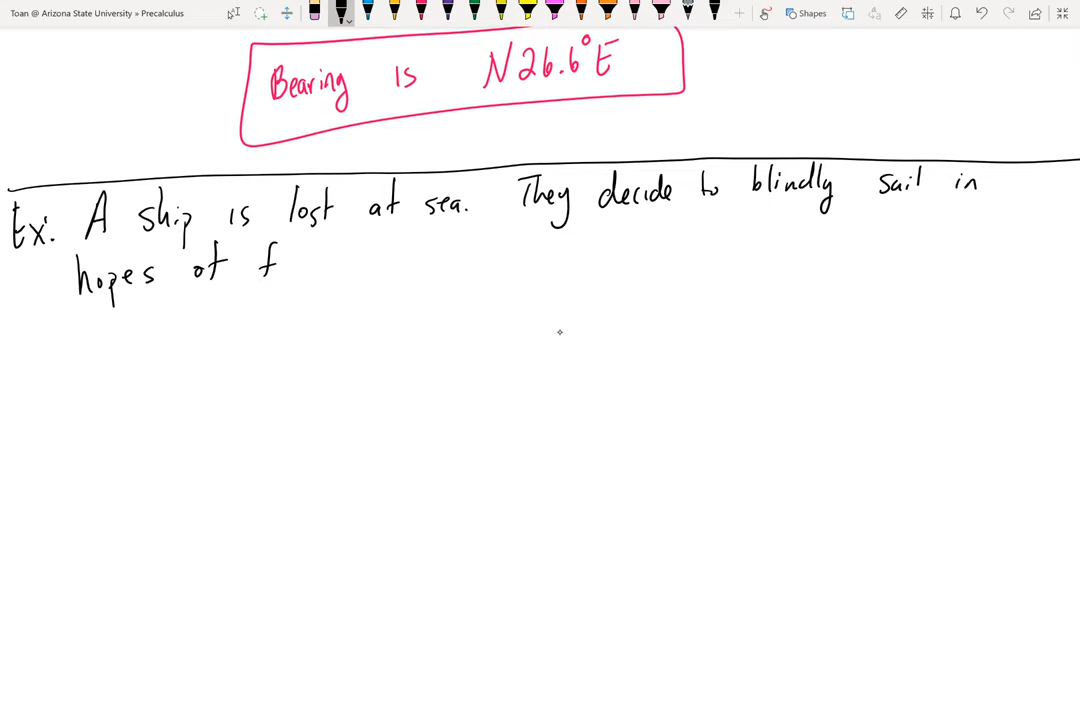 Toan @ Arizona State University » Precalculus
Shapes
Bearing is N26.6°E
Ex: A ship is lost at sea. They decide to blindly sail in
hopes of f